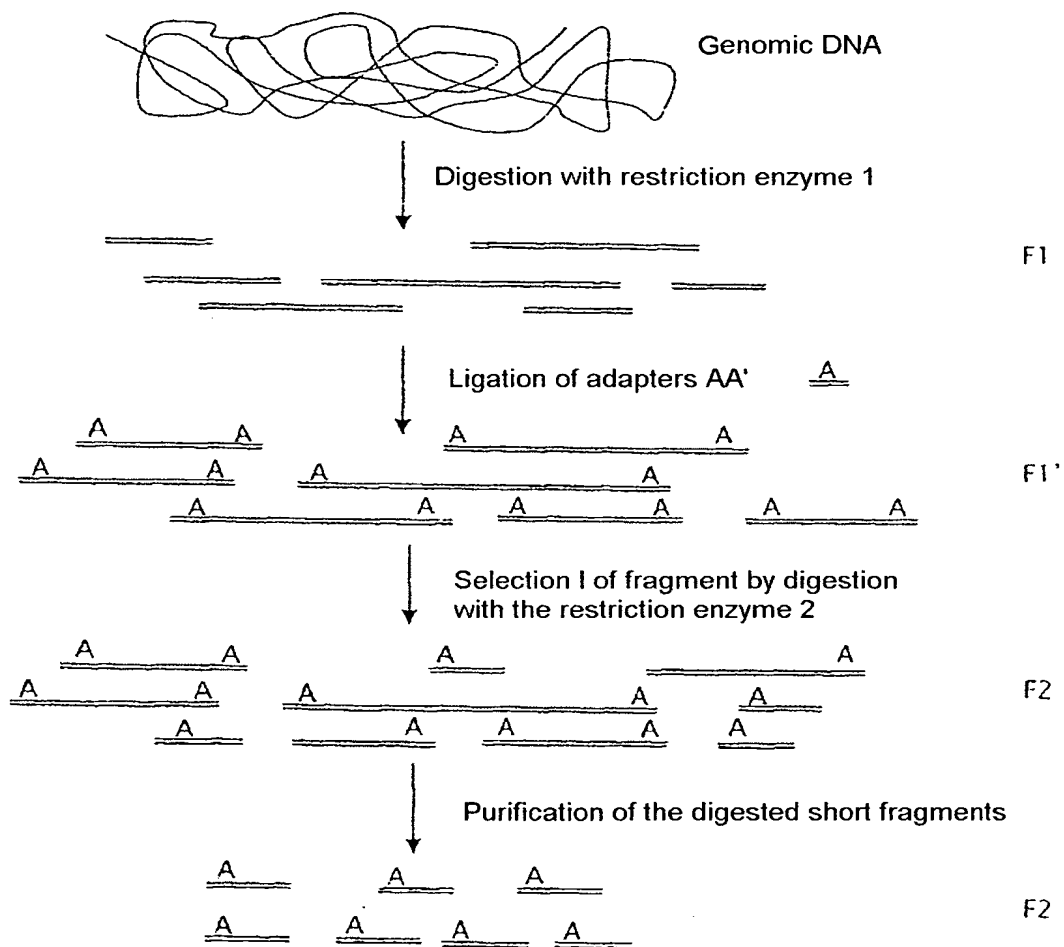 Genomic DNA
Digestion with restriction enzyme 1
F1
Ligation of adapters AA'
A
A A A
A A A A F1'
A A A A A A
Selection I of fragment by digestion
with the restriction enzyme 2
A A A A
A A A A A F2
A A A A A
Purification of the digested short fragments
A A A
F2
A A A A